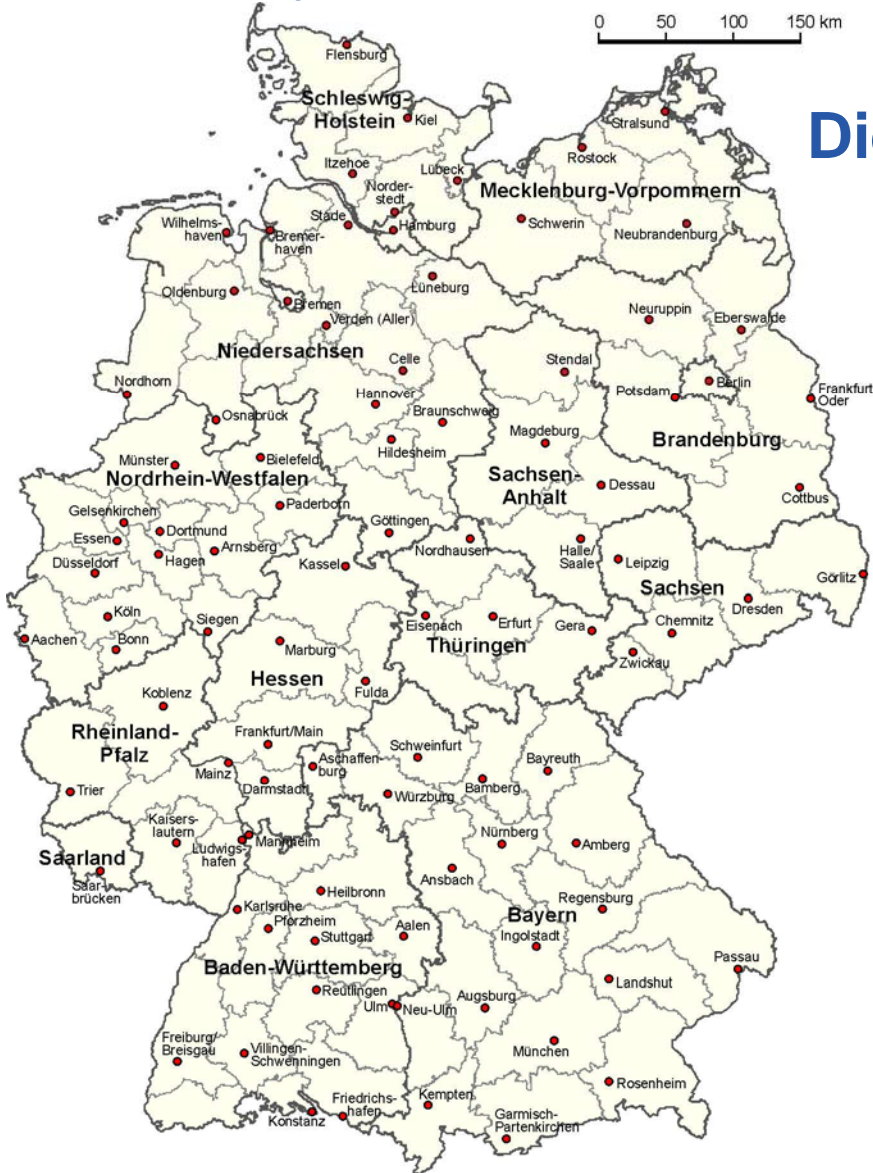 0 50 100 150 km
Flensburg
Schleswig-
Holstein
Kiel
Stralsund
Die
Rostock
Itzehoe
Lübeck
Mecklenburg-Vorpommern
Norder-
stedt
Stade
Hamburg
Schwerin
Neubrandenburg
Wilhelms-
haven
Bremer-
haven
Lüneburg
Oldenburg
Bremen
Verden (Aller)
Neuruppin
Eberswalde
Niedersachsen
Celle
Stendal
Nordhorn
Hannover
Potsdam
Berlin
Frankfurt
Oder
Osnabrück
Braunschweig
Magdeburg
Brandenburg
Hildesheim
Münster
Bielefeld
Nordrhein-Westfalen
Sachsen-
Anhalt
Dessau
Cottbus
Paderborn
Gelsenkirchen
Göttingen
Dortmund
Essen
Arnsberg
Nordhausen
Halle/
Saale
Leipzig
Hagen
Düsseldorf
Kassel
Sachsen
Görlitz
Dresden
Köln
Siegen
Eisenach
Erfurt
Gera
Chemnitz
Aachen
Bonn
Marburg
Thüringen
Zwickau
Hessen
Fulda
Koblenz
Rheinland-
Pfalz
Frankfurt/Main
Schweinfurt
Bayreuth
Mainz
Aschaffen
burg
Darmstadt
Bamberg
Trier
Würzburg
Kaisers-
lautern
Ludwigs-
hafen
Mannheim
Nürnberg
Amberg
Saarland
Saar-
brücken
Ansbach
Heilbronn
Karlsruhe
Regensburg
Pforzheim
Bayern
Stuttgart
Aalen
Ingolstadt
Passau
Baden-Württemberg
Landshut
Reutlingen
Ulm
Neu-Ulm
Augsburg
Freiburg/
Breisgau
Villingen-
Schwenningen
München
Rosenheim
Friedrichs-
hafen
Kempten
Konstanz
Garmisch-
Partenkirchen